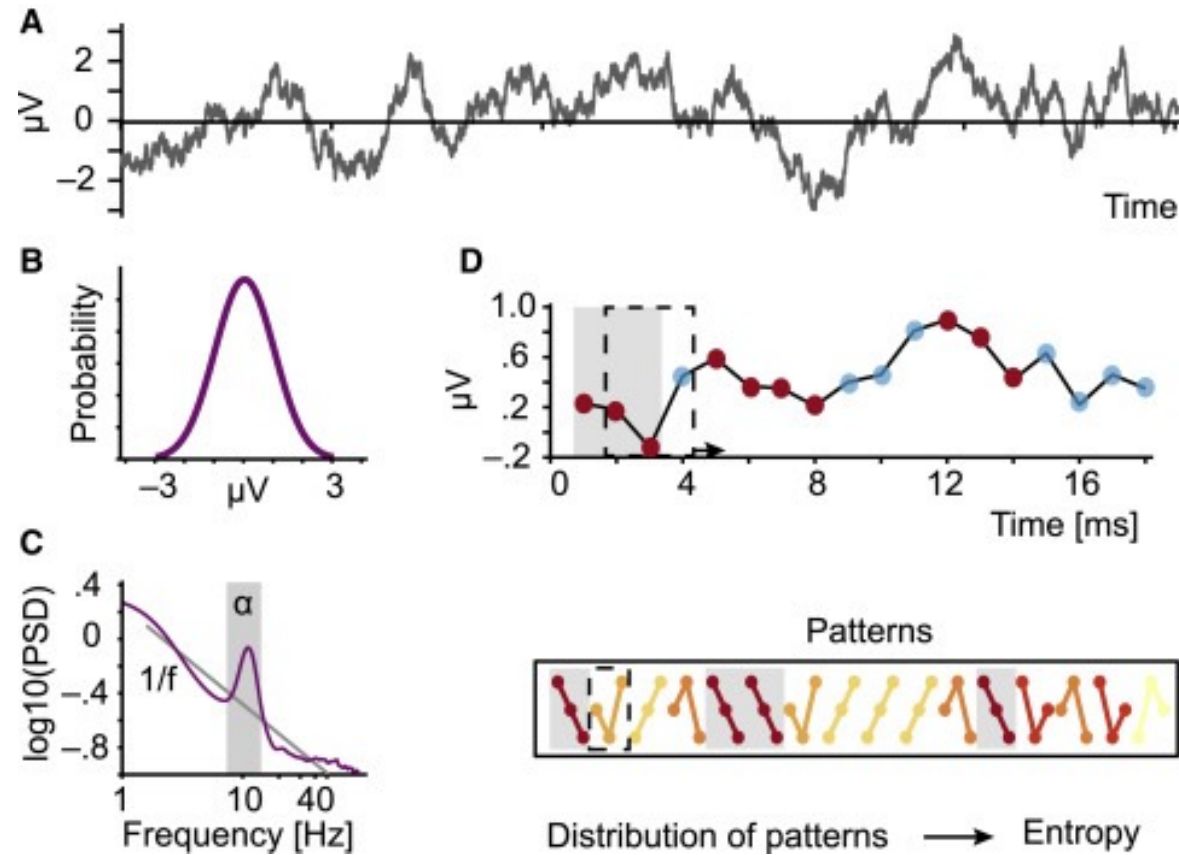 A
2
0
−2
µV
Time
B
Probability
−3
3
µV
D
1.0
.6
.2
−.2
µV
0
4
8
12
16
Time [ms]
C
.4
0
−.4
−.8
log10(PSD)
α
1/f
1
10
40
Frequency [Hz]
Patterns
Distribution of patterns
Entropy